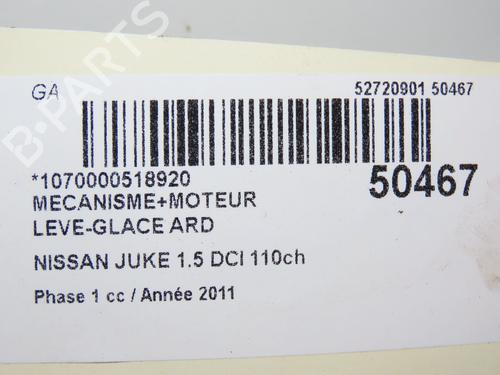 B-PARTS
GA
52720901 50467
*1070000518920
50467
MECANISME+MOTEUR
LEVE-GLACE ARD
NISSAN JUKE 1.5 DCI 110ch
Phase 1 cc / Année 2011